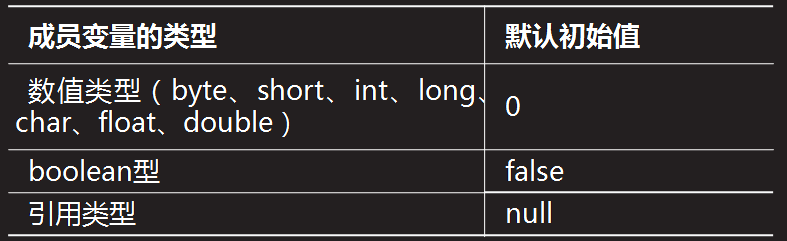 成员变量的类型 默认初始值
数值类型（byte、short、int、long、
char、float、double） 0
boolean型 false
引用类型 null